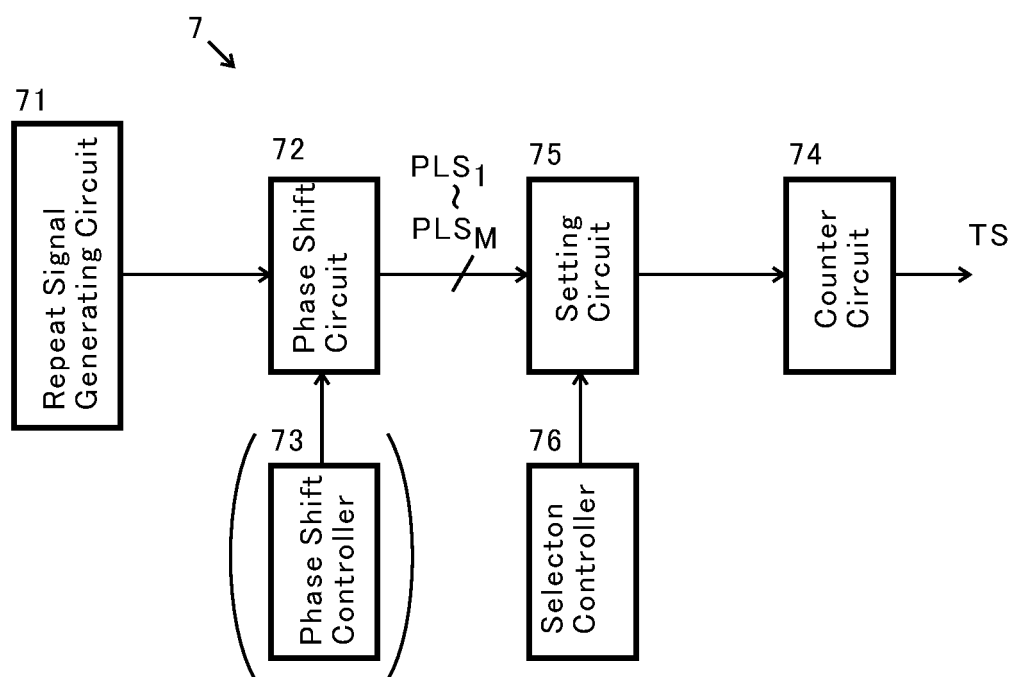 7
71
Repeat Signal
Generating Circuit
72
Phase Shift
Circuit
PLS1
~
PLSM
75
Setting
Circuit
74
Counter
Circuit
TS
73
Phase Shift
Controller
76
Selecton
Controller